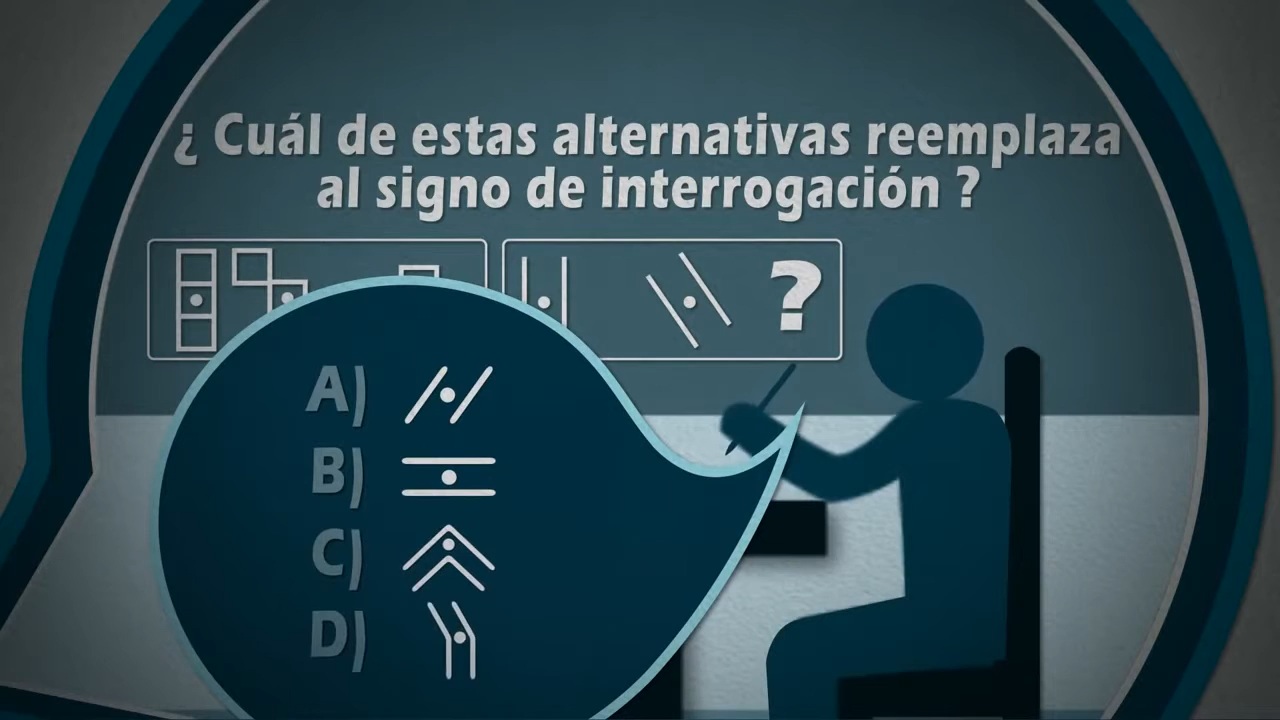 ¿ Cuál de estas alternativas reemplaza
al signo de interrogación ?
?
A)
B)
C)
D)